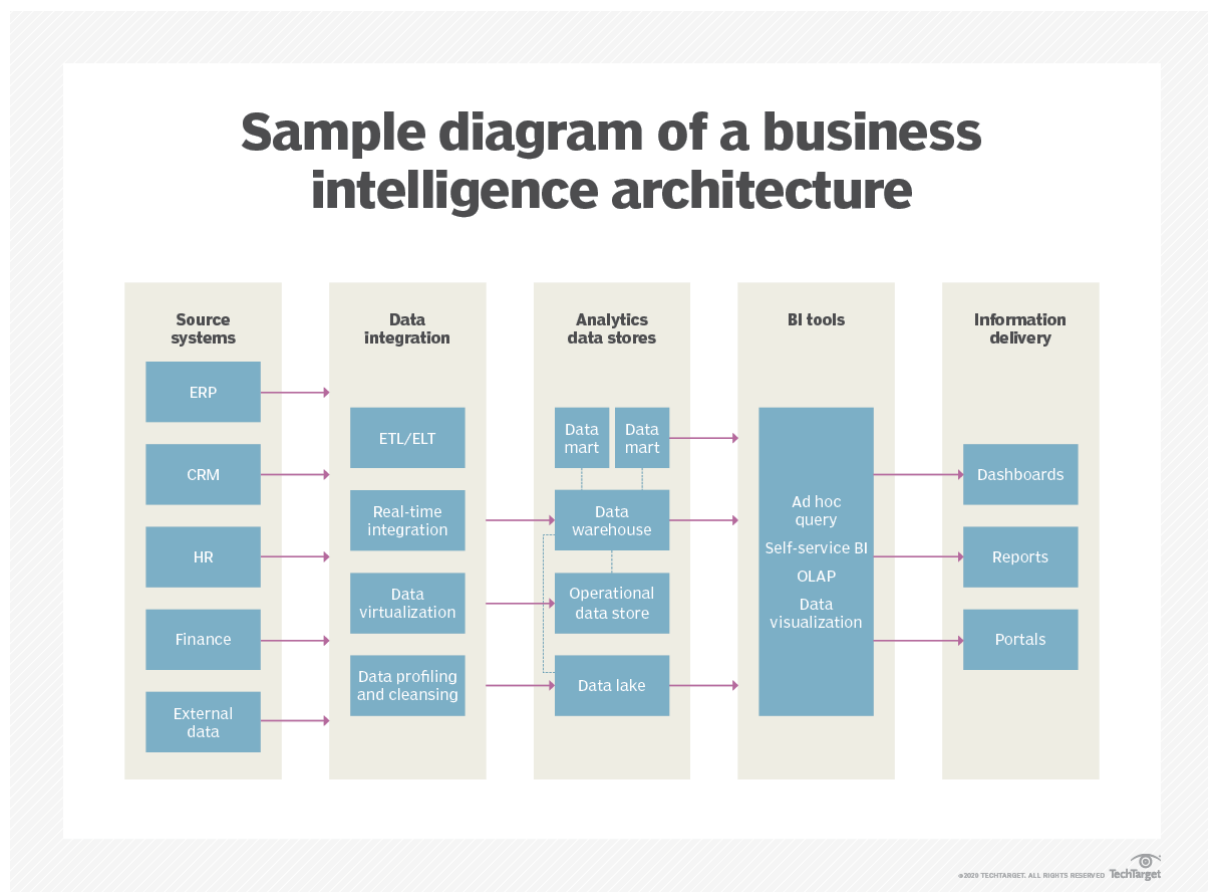 Sample diagram of a business
intelligence architecture
Source
systems
ERP
CRM
HR
Finance
External
data
Data
integration
ETL/ELT
Real-time
integration
Data
virtualization
Data profiling
and cleansing
Analytics
data stores
Data
mart
Data
mart
Data
warehouse
Operational
data store
Data lake
BI tools
Ad hoc
query
Self-service BI
OLAP
Data
visualization
Information
delivery
Dashboards
Reports
Portals
©2020 TECHTARGET. ALL RIGHTS RESERVED TechTarget